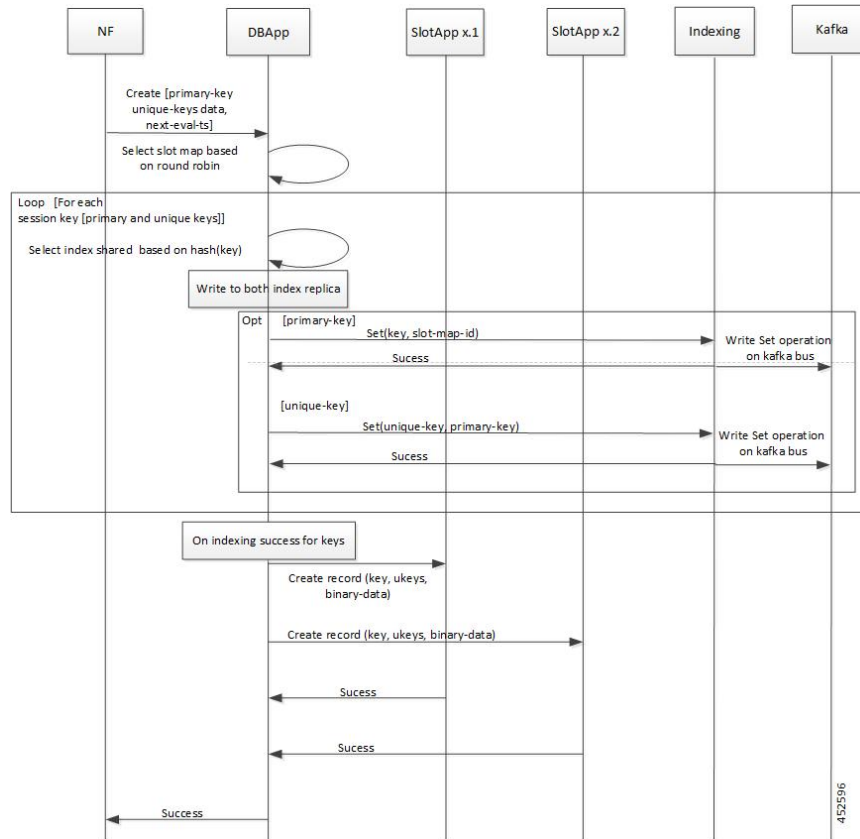 NF
DBApp
SlotApp x.1
SlotApp x.2
Indexing
Kafka
Create [primary-key
unique-keys data,
next-eval-ts]
Select slot map based
on round robin
Loop [For each
session key [primary and unique keys]]
Select index shared based on hash(key)
Write to both index replica
Opt [primary-key]
Set(key, slot-map-id)
Write Set operation
on kafka bus
Sucess
[unique-key]
Set(unique-key, primary-key)
Write Set operation
on kafka bus
Sucess
On indexing success for keys
Create record (key, ukeys,
binary-data)
Create record (key, ukeys, binary-data)
Sucess
Sucess
Success
452596